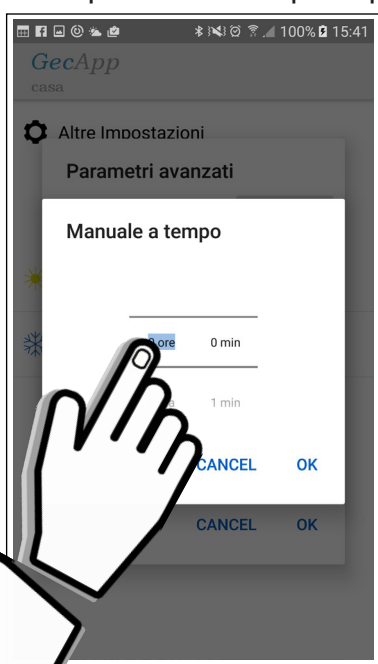 100% 15:41
GecApp
casa
Altre Impostazioni
Parametri avanzati
Manuale a tempo
ore 0 min
1 min
CANCEL OK
CANCEL OK